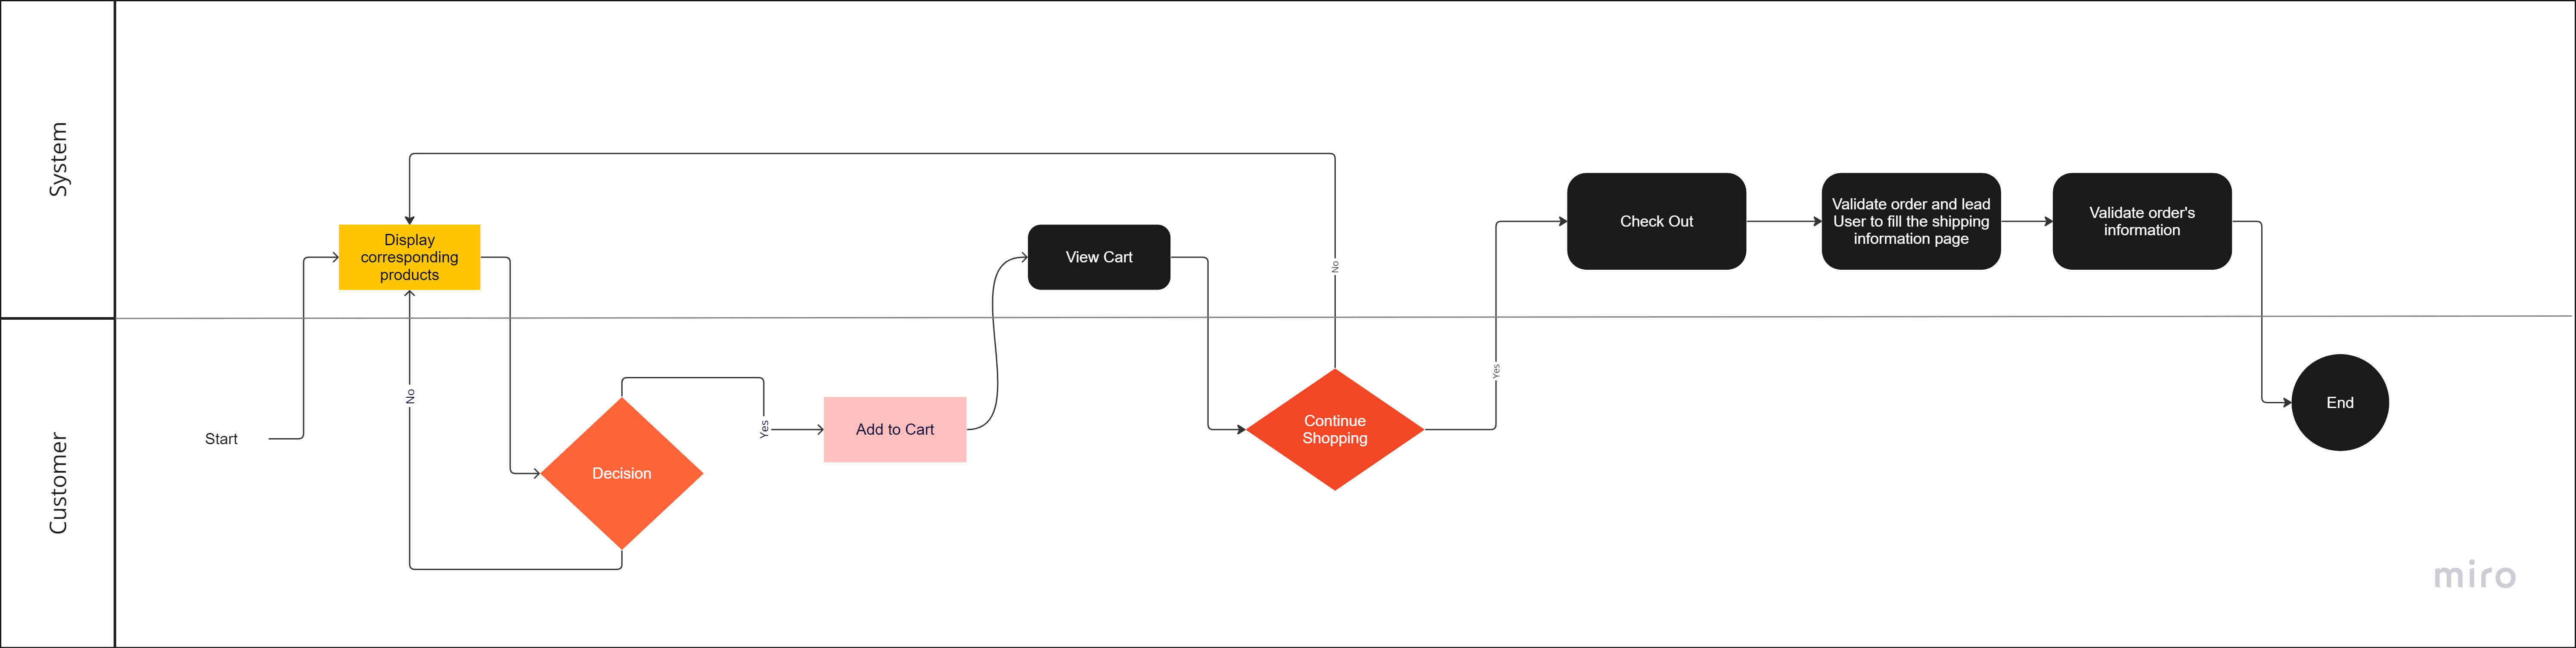 System
Customer
Start
Display
corresponding
products
No
Decision
Yes
Add to Cart
View Cart
No
Continue
Shopping
Yes
Check Out
Validate order and lead
User to fill the shipping
information page
Validate order's
information
End
miro